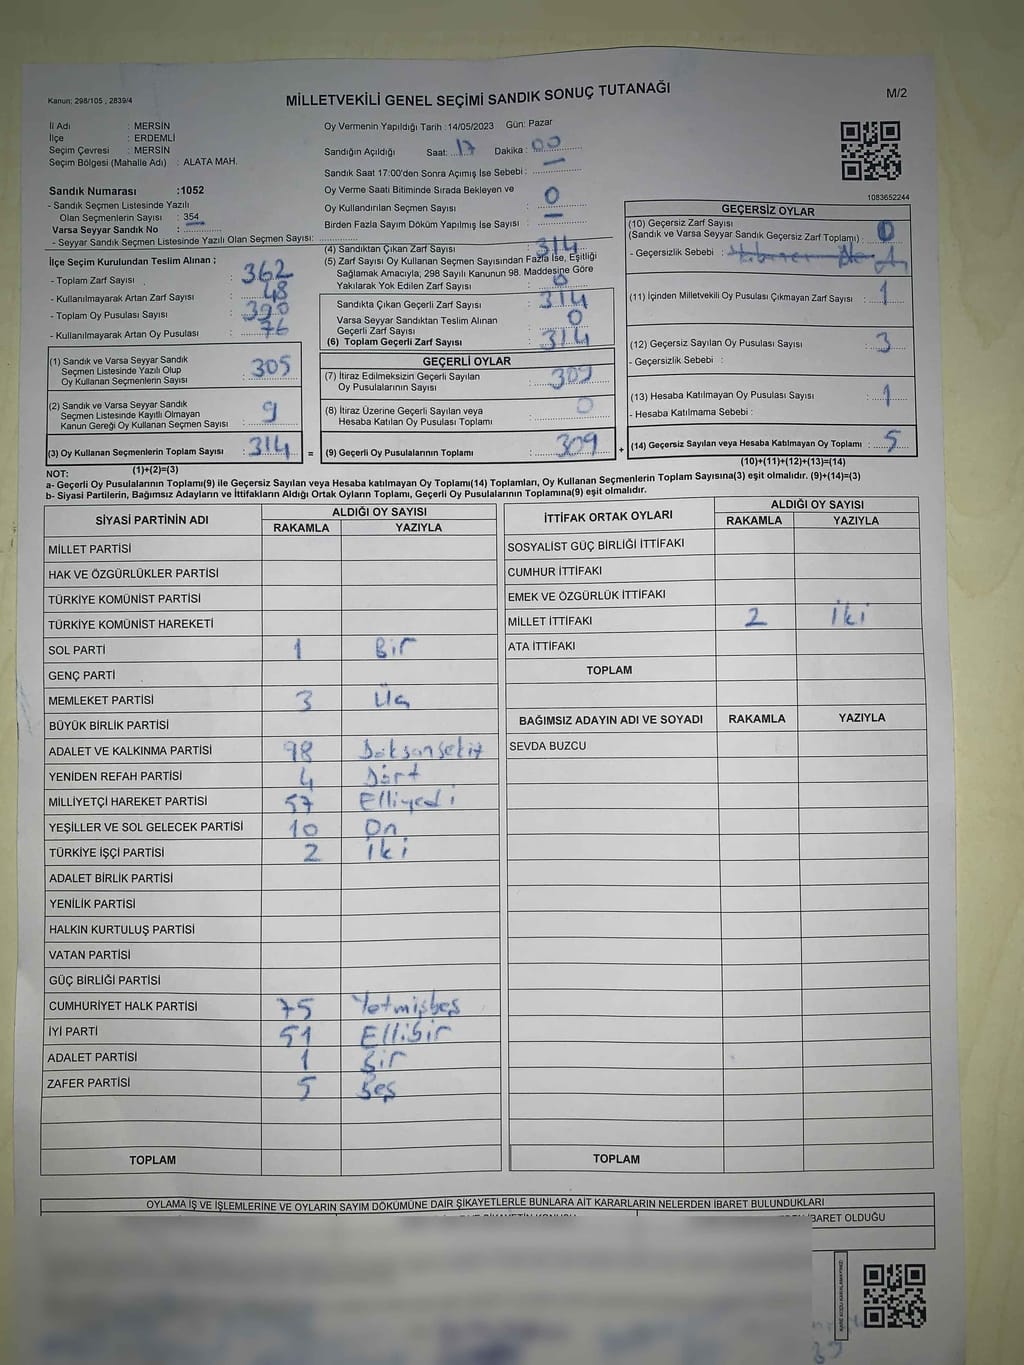 Kanun; 298/105 , 2839/4
MİLLETVEKİLİ GENEL SEÇİMİ SANDIK SONUÇ TUTANAĞI
M/2
İl Adı : MERSİN
İlçe : ERDEMLİ
Seçim Çevresi : MERSİN
Seçim Bölgesi (Mahalle Adı) : ALATA MAH.
Sandık Numarası :1052
- Sandık Seçmen Listesinde Yazılı
Olan Seçmenlerin Sayısı : 354
Varsa Seyyar Sandık No :
- Seyyar Sandık Seçmen Listesinde Yazılı Olan Seçmen Sayısı:
Oy Vermenin Yapıldığı Tarih :14/05/2023 Gün: Pazar
Sandığın Açıldığı Saat: 17 Dakika : 00
Sandık Saat 17:00'den Sonra Açımış İse Sebebi :
Oy Verme Saati Bitiminde Sırada Bekleyen ve
Oy Kullandırılan Seçmen Sayısı : 0
Birden Fazla Sayım Döküm Yapılmış İse Sayısı :
1083652244
İlçe Seçim Kurulundan Teslim Alınan ;
- Toplam Zarf Sayısı : 362
- Kullanılmayarak Artan Zarf Sayısı : 48
- Toplam Oy Pusulası Sayısı : 390
- Kullanılmayarak Artan Oy Pusulası : 76
(4) Sandıktan Çıkan Zarf Sayısı : 314
(5) Zarf Sayısı Oy Kullanan Seçmen Sayısından Fazla İse, Eşitliği
Sağlamak Amacıyla, 298 Sayılı Kanunun 98. Maddesine Göre
Yakılarak Yok Edilen Zarf Sayısı : 0
Sandıkta Çıkan Geçerli Zarf Sayısı : 314
Varsa Seyyar Sandıktan Teslim Alınan
Geçerli Zarf Sayısı : 0
(6) Toplam Geçerli Zarf Sayısı : 314
GEÇERSİZ OYLAR
(10) Geçersiz Zarf Sayısı
(Sandık ve Varsa Seyyar Sandık Geçersiz Zarf Toplamı) : 0
- Geçersizlik Sebebi :
(11) İçinden Milletvekili Oy Pusulası Çıkmayan Zarf Sayısı : 1
(12) Geçersiz Sayılan Oy Pusulası Sayısı : 3
- Geçersizlik Sebebi :
(13) Hesaba Katılmayan Oy Pusulası Sayısı : 1
- Hesaba Katılmama Sebebi :
(14) Geçersiz Sayılan veya Hesaba Katılmayan Oy Toplamı : 5
(10)+(11)+(12)+(13)=(14)
(1) Sandık ve Varsa Seyyar Sandık
Seçmen Listesinde Yazılı Olup
Oy Kullanan Seçmenlerin Sayısı : 305
(2) Sandık ve Varsa Seyyar Sandık
Seçmen Listesinde Kayıtlı Olmayan
Kanun Gereği Oy Kullanan Seçmen Sayısı : 9
(3) Oy Kullanan Seçmenlerin Toplam Sayısı : 314 =
(1)+(2)=(3)
GEÇERLİ OYLAR
(7) İtiraz Edilmeksizin Geçerli Sayılan
Oy Pusulalarının Sayısı : 309
(8) İtiraz Üzerine Geçerli Sayılan veya
Hesaba Katılan Oy Pusulası Toplamı : 0
(9) Geçerli Oy Pusulalarının Toplamı : 309 +
NOT:
a- Geçerli Oy Pusulalarının Toplamı(9) ile Geçersiz Sayılan veya Hesaba katılmayan Oy Toplamı(14) Toplamları, Oy Kullanan Seçmenlerin Toplam Sayısına(3) eşit olmalıdır. (9)+(14)=(3)
b- Siyasi Partilerin, Bağımsız Adayların ve İttifakların Aldığı Ortak Oyların Toplamı, Geçerli Oy Pusulalarının Toplamına(9) eşit olmalıdır.
SİYASİ PARTİNİN ADI ALDIĞI OY SAYISI
RAKAMLA YAZIYLA
MİLLET PARTİSİ
HAK VE ÖZGÜRLÜKLER PARTİSİ
TÜRKİYE KOMÜNİST PARTİSİ
TÜRKİYE KOMÜNİST HAREKETİ
SOL PARTİ 1 Bir
GENÇ PARTİ
MEMLEKET PARTİSİ 3 Üç
BÜYÜK BİRLİK PARTİSİ
ADALET VE KALKINMA PARTİSİ 98 Doksansekiz
YENİDEN REFAH PARTİSİ 4 Dört
MİLLİYETÇİ HAREKET PARTİSİ 57 Elliyedi
YEŞİLLER VE SOL GELECEK PARTİSİ 10 On
TÜRKİYE İŞÇİ PARTİSİ 2 İki
ADALET BİRLİK PARTİSİ
YENİLİK PARTİSİ
HALKIN KURTULUŞ PARTİSİ
VATAN PARTİSİ
GÜÇ BİRLİĞİ PARTİSİ
CUMHURİYET HALK PARTİSİ 75 Yetmişbeş
İYİ PARTİ 51 Ellibir
ADALET PARTİSİ 1 Bir
ZAFER PARTİSİ 5 Beş
TOPLAM
İTTİFAK ORTAK OYLARI ALDIĞI OY SAYISI
RAKAMLA YAZIYLA
SOSYALİST GÜÇ BİRLİĞİ İTTİFAKI
CUMHUR İTTİFAKI
EMEK VE ÖZGÜRLÜK İTTİFAKI
MİLLET İTTİFAKI 2 İki
ATA İTTİFAKI
TOPLAM
BAĞIMSIZ ADAYIN ADI VE SOYADI RAKAMLA YAZIYLA
SEVDA BUZCU
TOPLAM
OYLAMA İŞ VE İŞLEMLERİNE VE OYLARIN SAYIM DÖKÜMÜNE DAİR ŞİKAYETLERLE BUNLARA AİT KARARLARIN NELERDEN İBARET BULUNDUKLARI
İBARET OLDUĞU